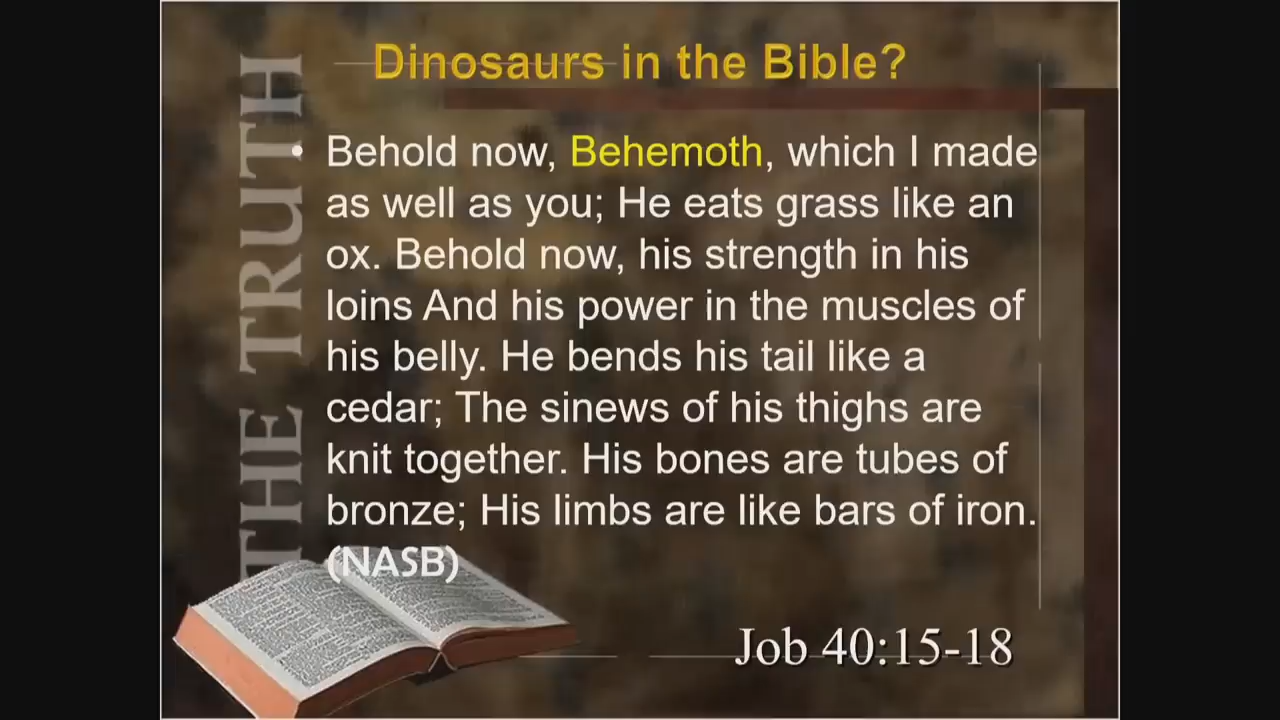 Dinosaurs in the Bible?
THE TRUTH
• Behold now, Behemoth, which I made
as well as you; He eats grass like an
ox. Behold now, his strength in his
loins And his power in the muscles of
his belly. He bends his tail like a
cedar; The sinews of his thighs are
knit together. His bones are tubes of
bronze; His limbs are like bars of iron.
(NASB)
Job 40:15-18